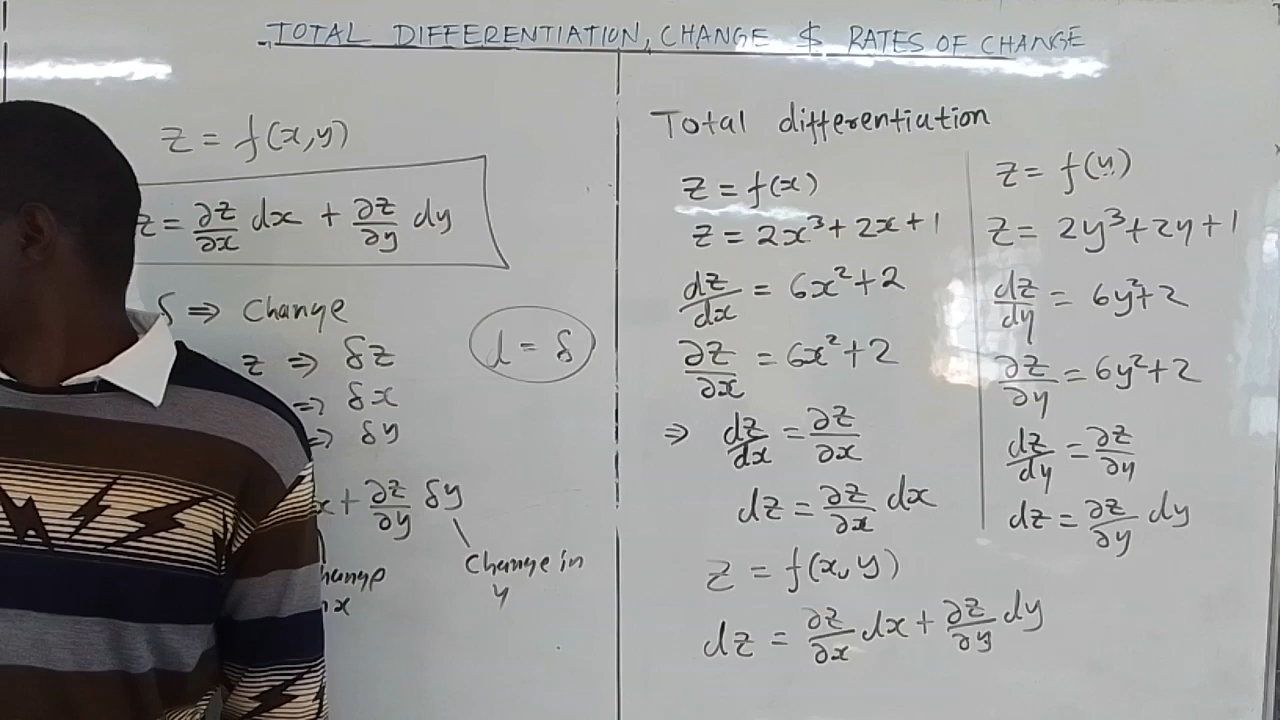 TOTAL DIFFERENTIATION, CHANGE $ RATES OF CHANGE
z = f(x,y)
z = ∂z/∂x dx + ∂z/∂y dy
δ ⇒ Change
z ⇒ δz
⇒ δx
⇒ δy
d = δ
x + ∂z/∂y δy
Change in
y
Total differentiation
z = f(x)
z = 2x³ + 2x + 1
dz/dx = 6x² + 2
∂z/∂x = 6x² + 2
⇒ dz/dx = ∂z/∂x
dz = ∂z/∂x dx
z = f(y)
z = 2y³ + 2y + 1
dz/dy = 6y² + 2
∂z/∂y = 6y² + 2
dz/dy = ∂z/∂y
dz = ∂z/∂y dy
z = f(x, y)
dz = ∂z/∂x dx + ∂z/∂y dy